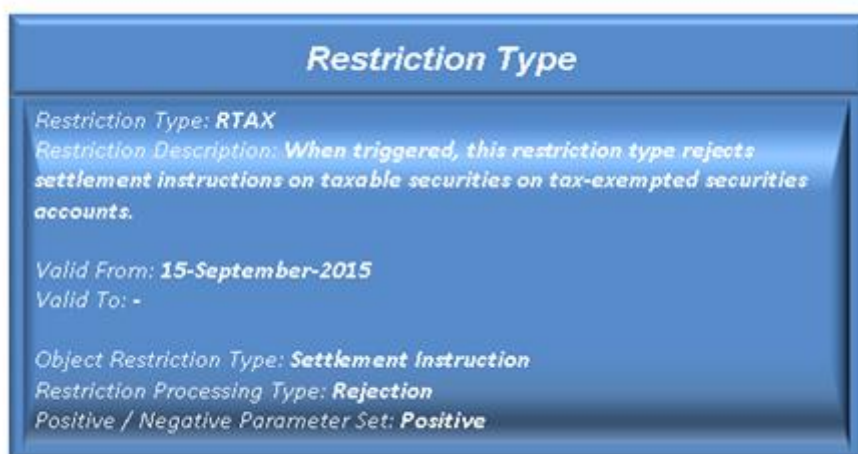 Restriction Type
Restriction Type: RTAX
Restriction Description: When triggered, this restriction type rejects
settlement instructions on taxable securities on tax-exempted securities
accounts.
Valid From: 15-September-2015
Valid To: -
Object Restriction Type: Settlement Instruction
Restriction Processing Type: Rejection
Positive / Negative Parameter Set: Positive